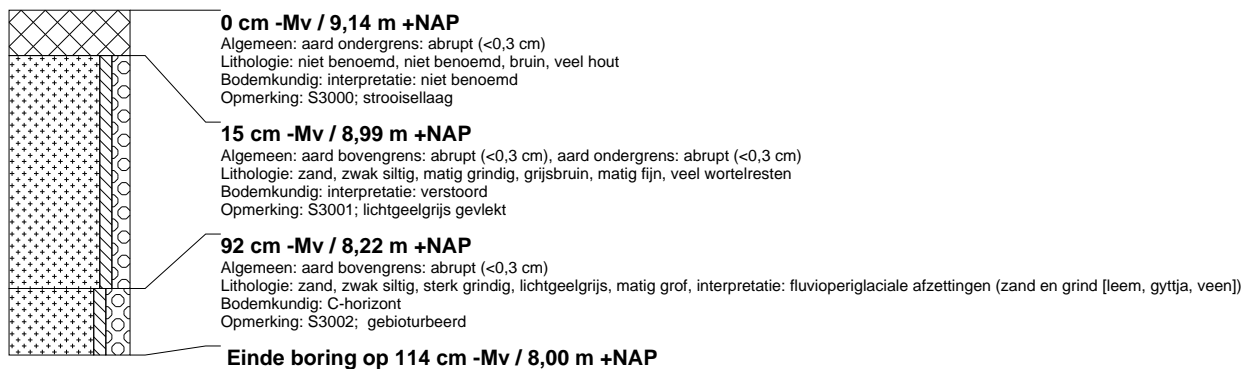 0 cm -Mv / 9,14 m +NAP
Algemeen: aard ondergrens: abrupt (<0,3 cm)
Lithologie: niet benoemd, niet benoemd, bruin, veel hout
Bodemkundig: interpretatie: niet benoemd
Opmerking: S3000; strooisellaag
15 cm -Mv / 8,99 m +NAP
Algemeen: aard bovengrens: abrupt (<0,3 cm), aard ondergrens: abrupt (<0,3 cm)
Lithologie: zand, zwak siltig, matig grindig, grijsbruin, matig fijn, veel wortelresten
Bodemkundig: interpretatie: verstoord
Opmerking: S3001; lichtgeelgrijs gevlekt
92 cm -Mv / 8,22 m +NAP
Algemeen: aard bovengrens: abrupt (<0,3 cm)
Lithologie: zand, zwak siltig, sterk grindig, lichtgeelgrijs, matig grof, interpretatie: fluvioperiglaciale afzettingen (zand en grind [leem, gyttja, veen])
Bodemkundig: C-horizont
Opmerking: S3002;  gebioturbeerd
Einde boring op 114 cm -Mv / 8,00 m +NAP